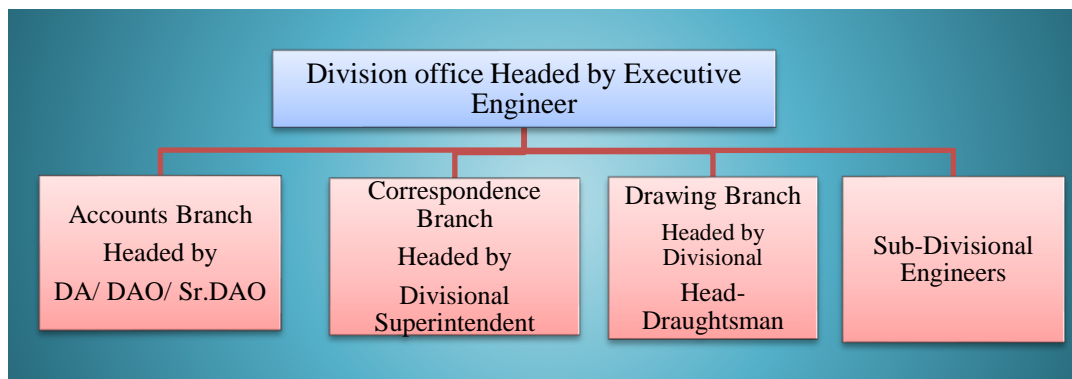 Division office Headed by Executive
Engineer
Accounts Branch
Headed by
DA/ DAO/ Sr.DAO
Correspondence
Branch
Headed by
Divisional
Superintendent
Drawing Branch
Headed by
Divisional
Head-
Draughtsman
Sub-Divisional
Engineers